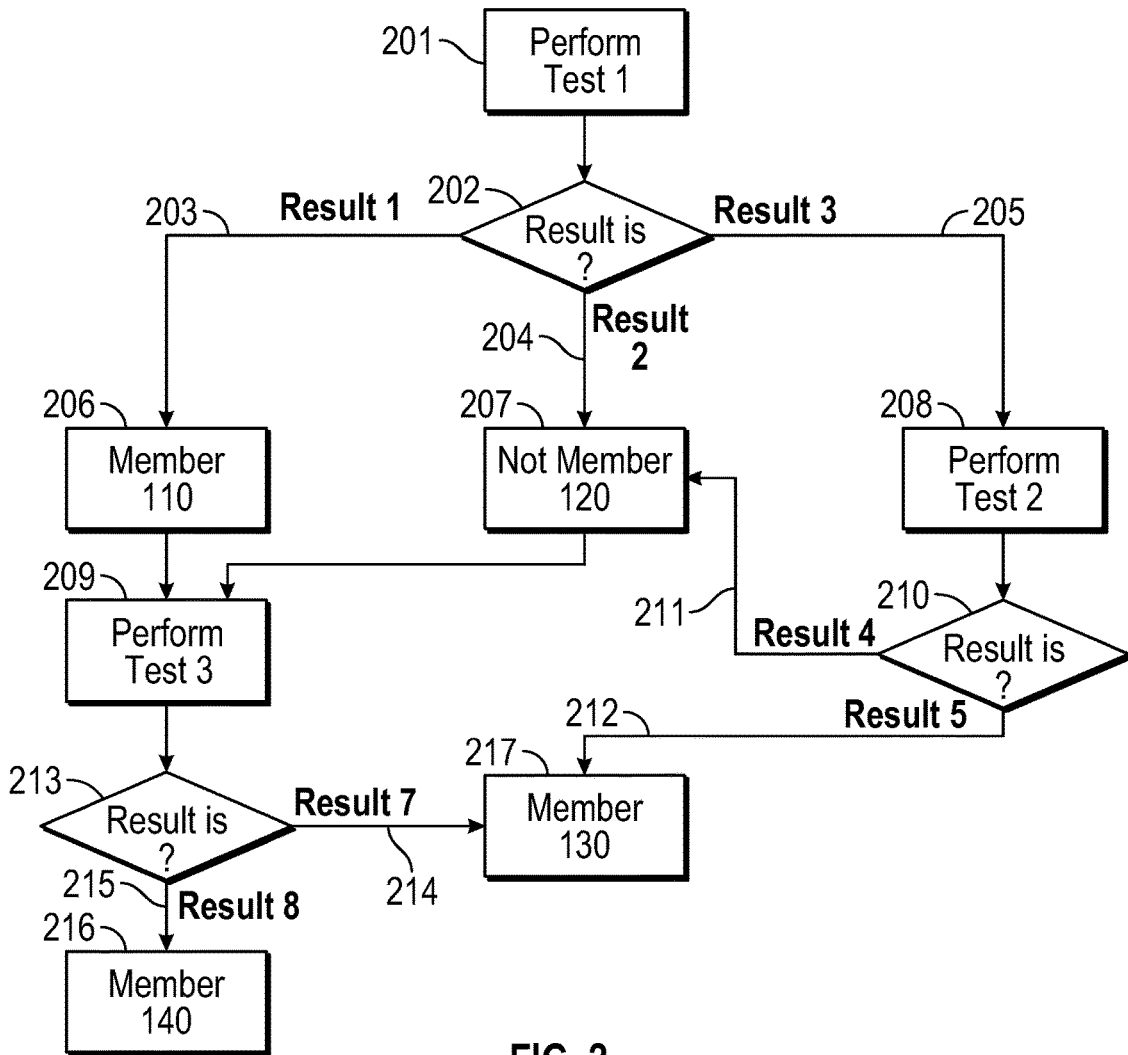 201
Perform
Test 1
202
Result is
?
203
Result 1
Result 3
205
204
Result
2
206
Member
110
207
Not Member
120
208
Perform
Test 2
209
Perform
Test 3
211
Result 4
210
Result is
?
Result 5
212
213
Result is
?
Result 7
214
217
Member
130
215
Result 8
216
Member
140